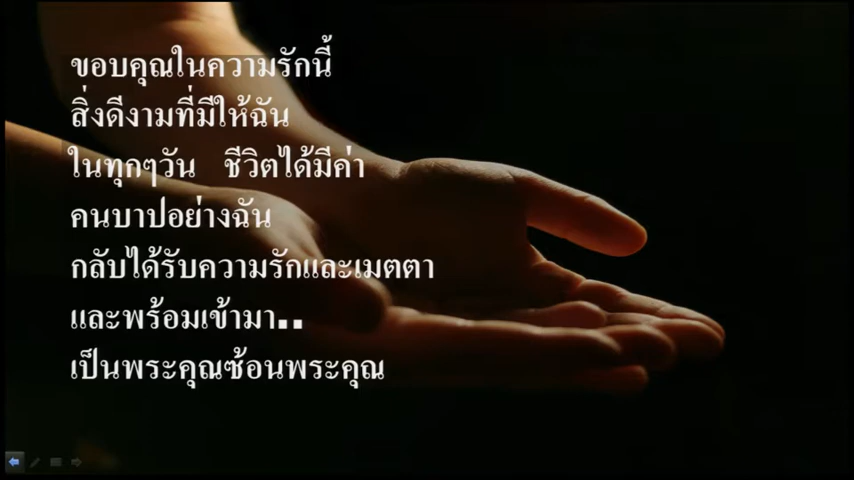 ขอบคุณในความรักนี้
สิ่งดีงามที่มีให้ฉัน
ในทุกๆวัน ชีวิตได้มีค่า
คนบาปอย่างฉัน
กลับได้รับความรักและเมตตา
และพร้อมเข้ามา..
เป็นพระคุณซ้อนพระคุณ